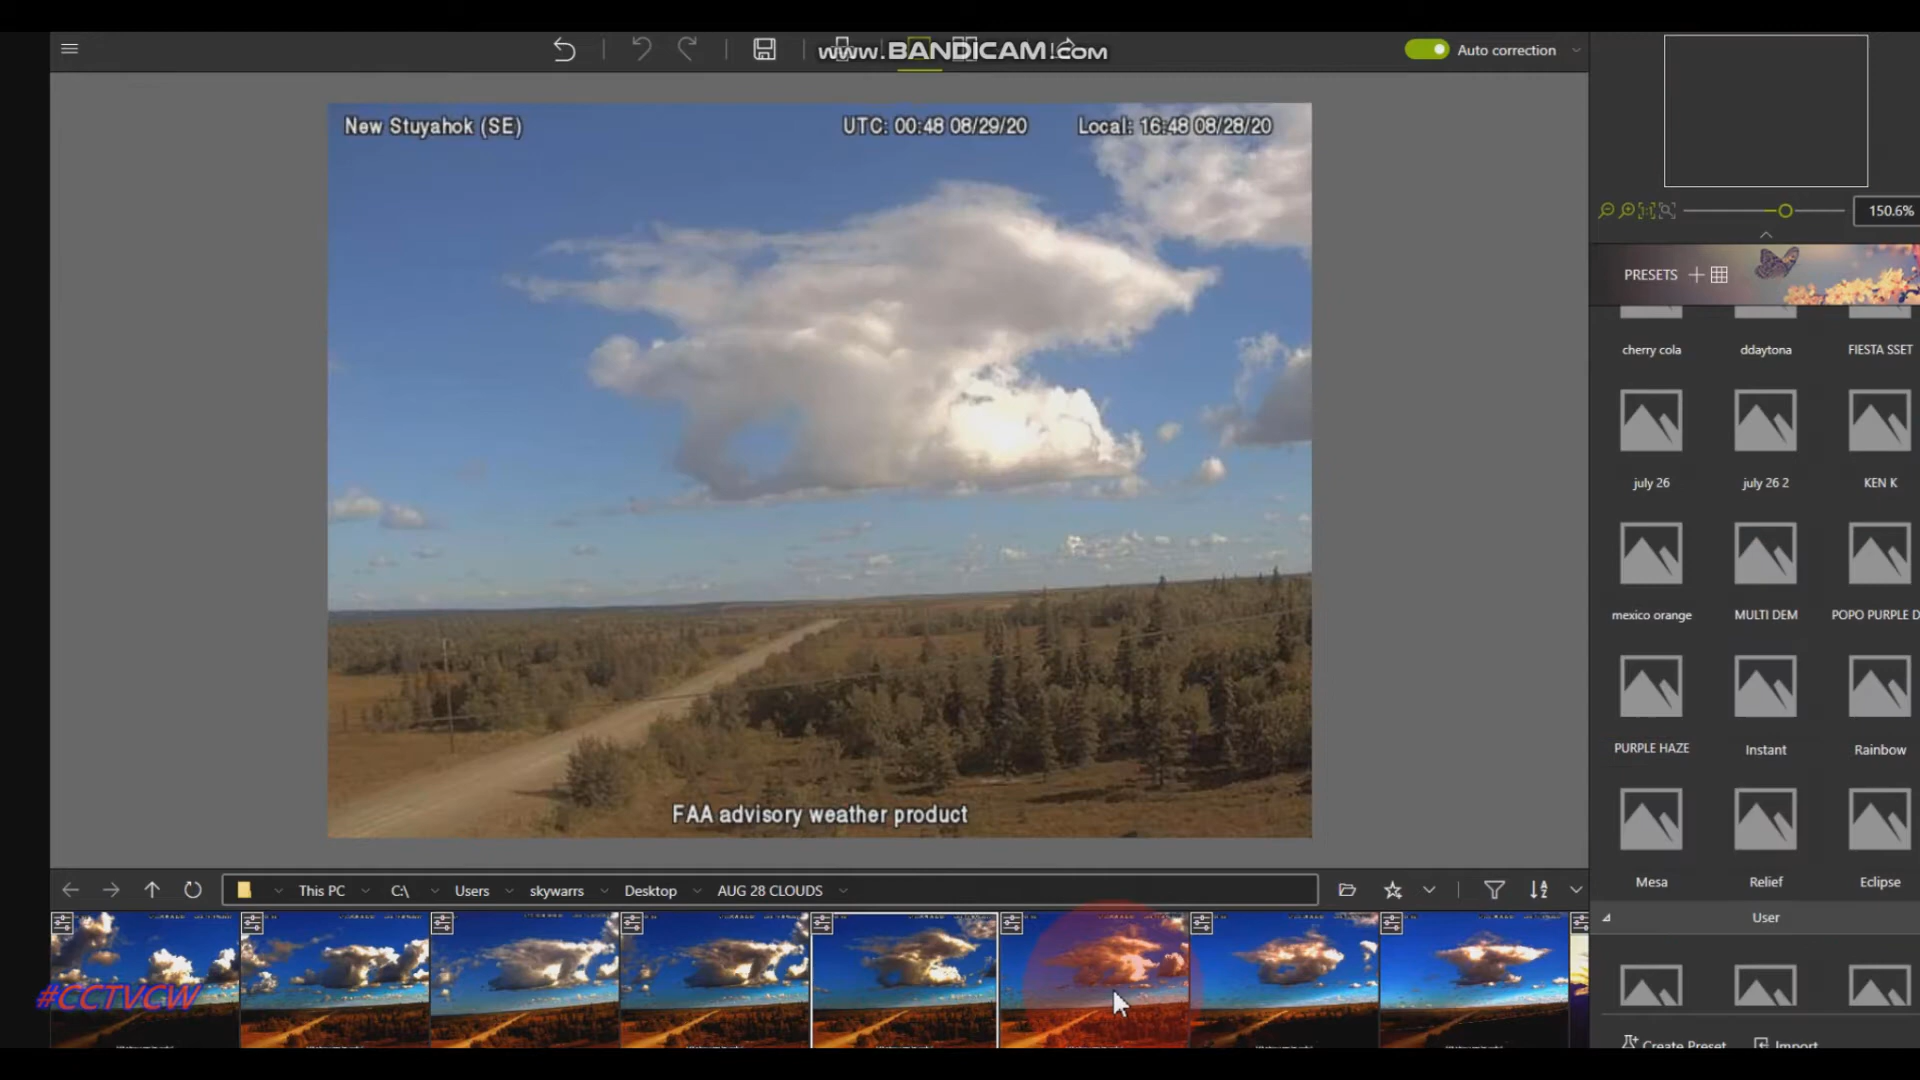 www.BANDICAM.com
Auto correction
New Stuyahok (SE)
UTC: 00:48 08/29/20
Local: 16:48 08/28/20
150.6%
PRESETS
cherry cola
ddaytona
FIESTA SSET
july 26
july 26 2
KEN K
mexico orange
MULTI DEM
POPO PURPLE D
PURPLE HAZE
Instant
Rainbow
FAA advisory weather product
Mesa
Relief
Eclipse
This PC
C:\
Users
skywarrs
Desktop
AUG 28 CLOUDS
User
#CCTVCW
Create Preset
Import